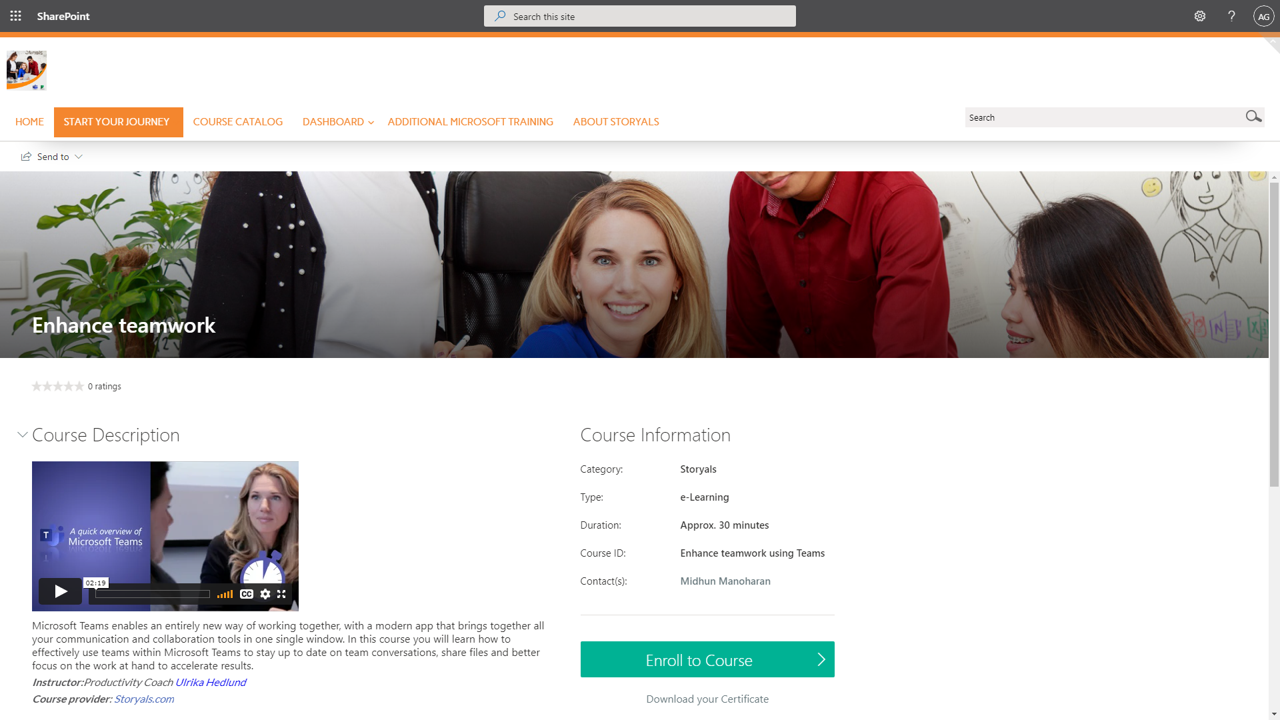 SharePoint
Search this site
AG
HOME
START YOUR JOURNEY
COURSE CATALOG
DASHBOARD
ADDITIONAL MICROSOFT TRAINING
ABOUT STORYALS
Search
Send to
Enhance teamwork
0 ratings
Course Description
A quick overview of
Microsoft Teams
02:19
CC
Microsoft Teams enables an entirely new way of working together, with a modern app that brings together all
your communication and collaboration tools in one single window. In this course you will learn how to
effectively use teams within Microsoft Teams to stay up to date on team conversations, share files and better
focus on the work at hand to accelerate results.
Instructor:Productivity Coach Ulrika Hedlund
Course provider: Storyals.com
Course Information
Category: Storyals
Type: e-Learning
Duration: Approx. 30 minutes
Course ID: Enhance teamwork using Teams
Contact(s): Midhun Manoharan
Enroll to Course
Download your Certificate